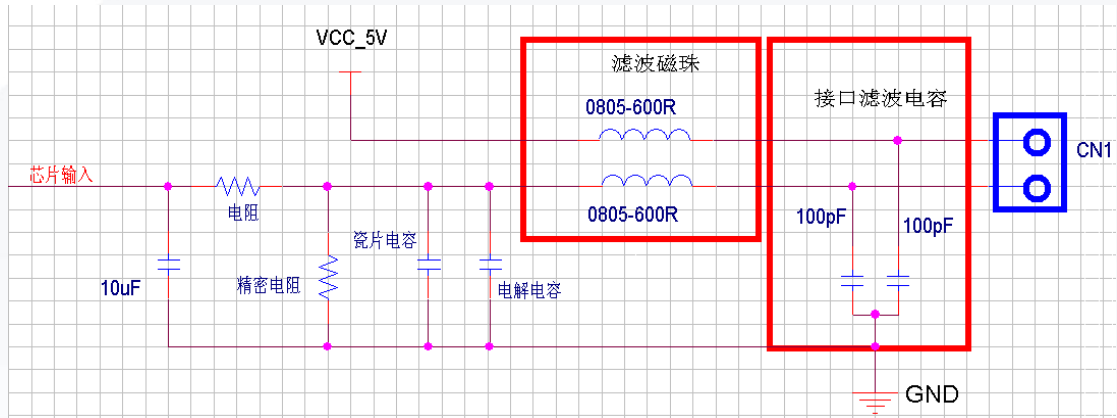 VCC_5V
滤波磁珠
接口滤波电容
0805-600R
CN1
芯片输入
电阻
0805-600R
100pF
100pF
瓷片电容
10uF
精密电阻
电解电容
GND